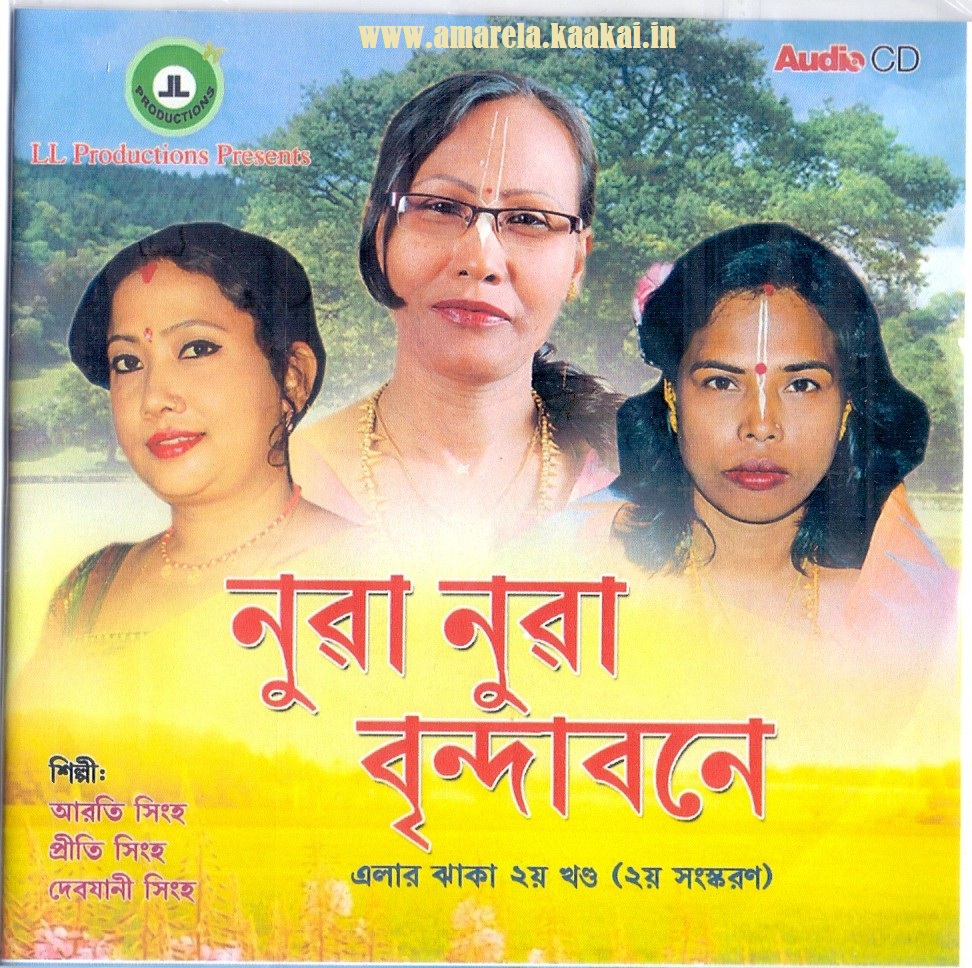 www.amarela.kaakai.in
Audio CD
LL
PRODUCTIONS
LL Productions Presents
নুৱা নুৱা
বৃন্দাবনে
শিল্পী:
আরতি সিংহ
প্রীতি সিংহ
দেবযানী সিংহ
এলার ঝাকা ২য় খণ্ড (২য় সংস্করণ)